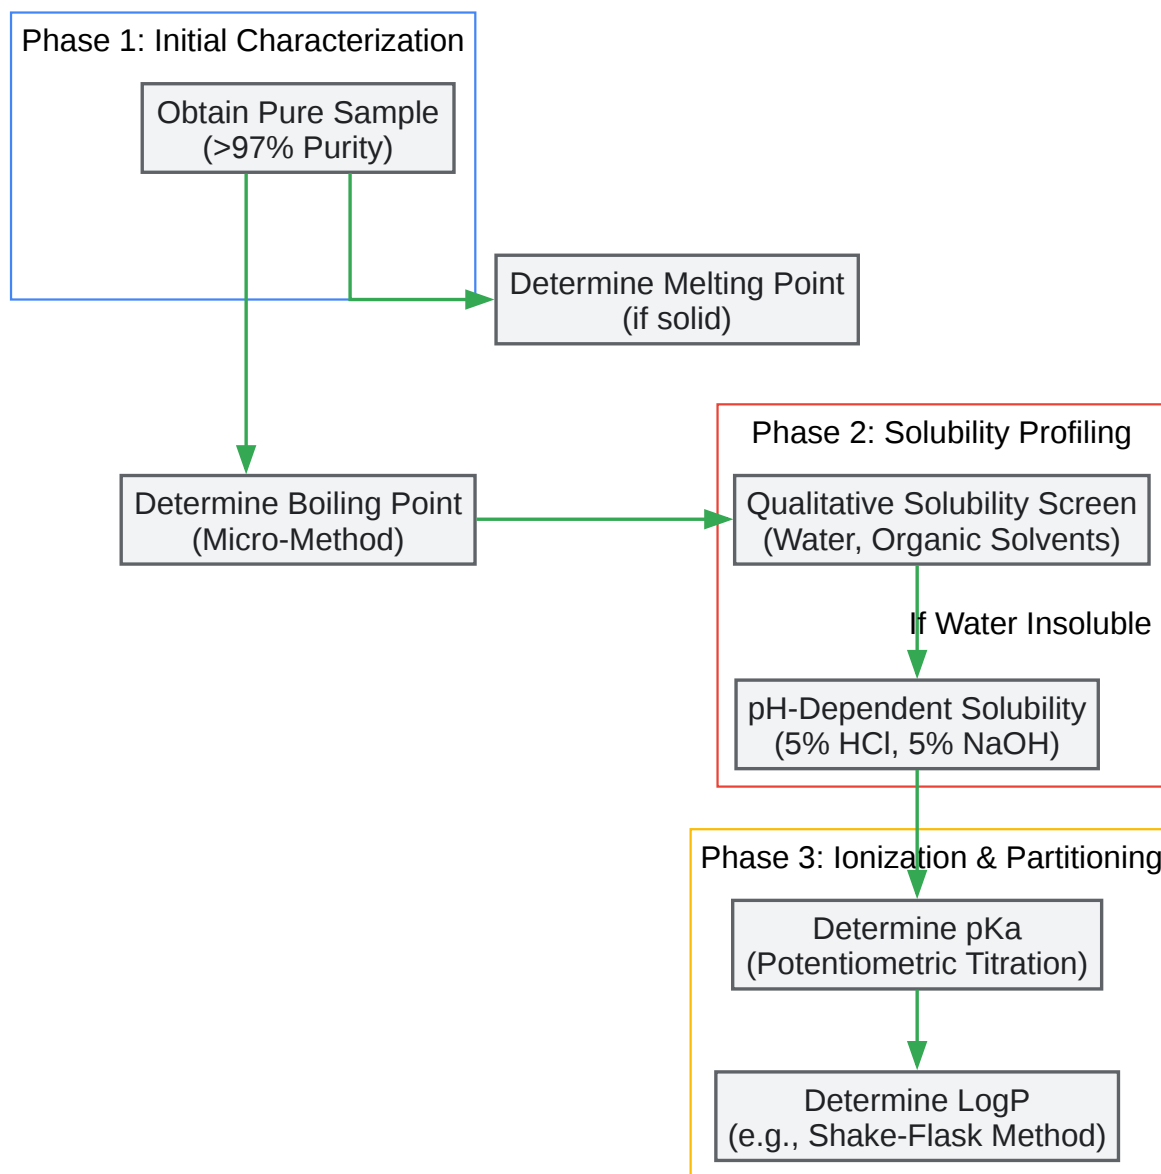 Phase 1: Initial Characterization
Obtain Pure Sample
(>97% Purity)
Determine Melting Point
(if solid)
Determine Boiling Point
(Micro-Method)
Phase 2: Solubility Profiling
Qualitative Solubility Screen
(Water, Organic Solvents)
If Water Insoluble
pH-Dependent Solubility
(5% HCl, 5% NaOH)
Phase 3: Ionization & Partitioning
Determine pKa
(Potentiometric Titration)
Determine LogP
(e.g., Shake-Flask Method)